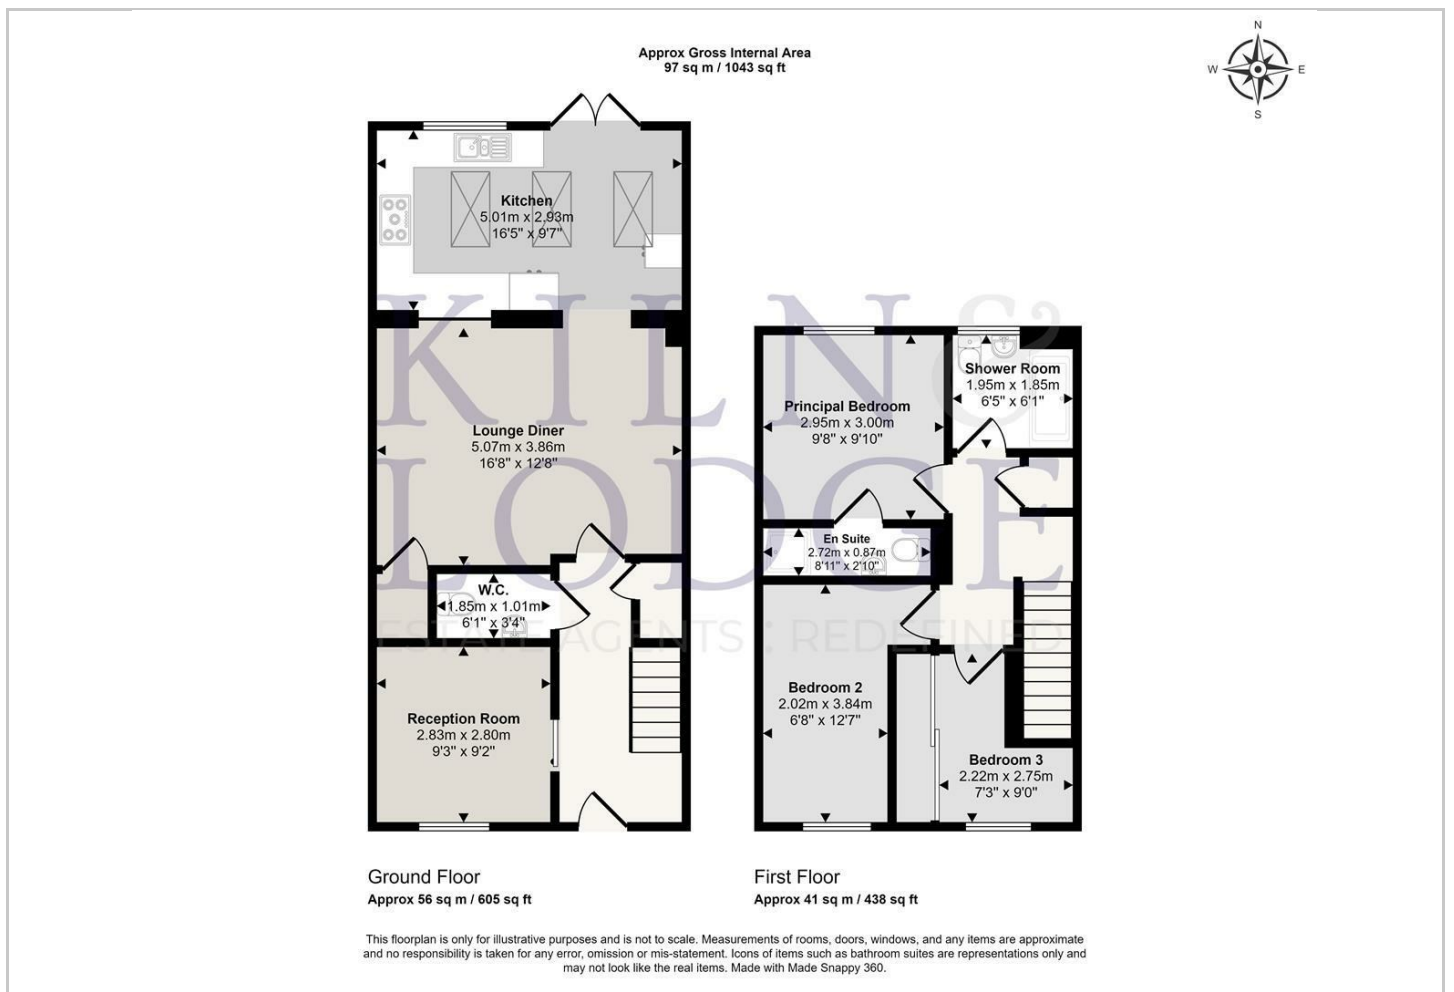 Approx Gross Internal Area
97 sq m / 1043 sq ft
N
W
E
S
Kitchen
5.01m x 2.93m
16'5" x 9'7"
Lounge Diner
5.07m x 3.86m
16'8" x 12'8"
W.C.
1.85m x 1.01m
6'1" x 3'4"
Reception Room
2.83m x 2.80m
9'3" x 9'2"
Shower Room
1.95m x 1.85m
6'5" x 6'1"
Principal Bedroom
2.95m x 3.00m
9'8" x 9'10"
En Suite
2.72m x 0.87m
8'11" x 2'10"
Bedroom 2
2.02m x 3.84m
6'8" x 12'7"
Bedroom 3
2.22m x 2.75m
7'3" x 9'0"
KILN &
LODGE
ESTATE AGENTS : REDEFINED
Ground Floor
Approx 56 sq m / 605 sq ft
First Floor
Approx 41 sq m / 438 sq ft
This floorplan is only for illustrative purposes and is not to scale. Measurements of rooms, doors, windows, and any items are approximate
and no responsibility is taken for any error, omission or mis-statement. Icons of items such as bathroom suites are representations only and
may not look like the real items. Made with Made Snappy 360.